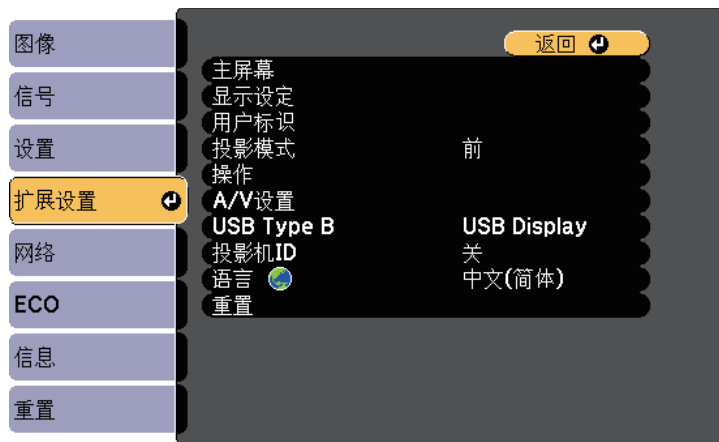 图像
信号
设置
扩展设置
网络
ECO
信息
重置
返回
主屏幕
显示设定
用户标识
投影模式 前
操作
A/V设置
USB Type B USB Display
投影机ID 关
语言 中文(简体)
重置